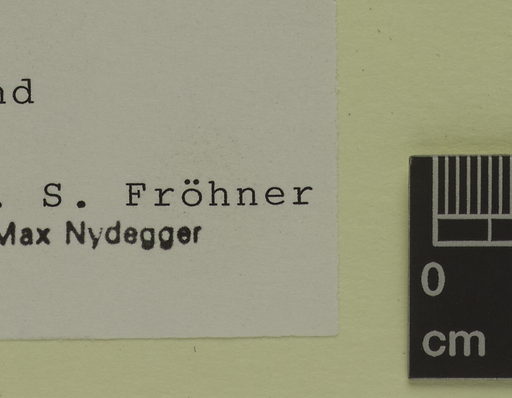 nd
. S. Fröhner
Max Nydegger
0
cm